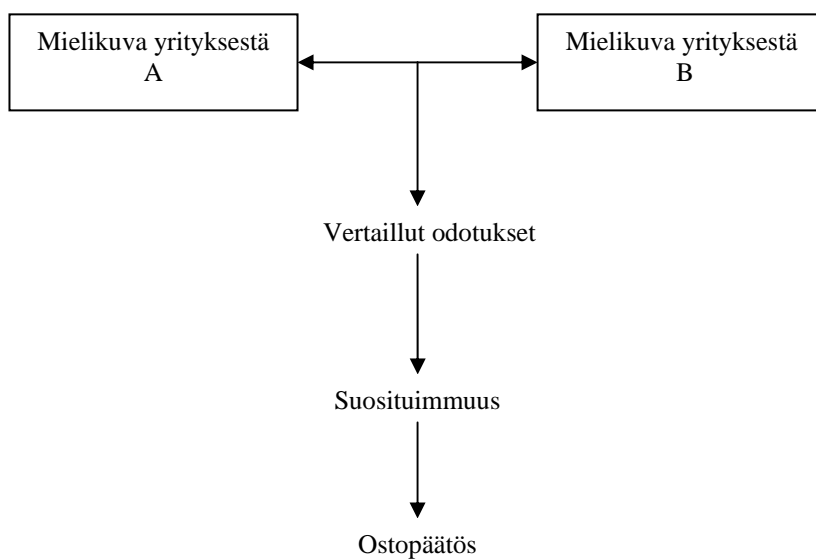 Mielikuva yrityksestä
A
Mielikuva yrityksestä
B
Vertaillut odotukset
Suosituimmuus
Ostopäätös